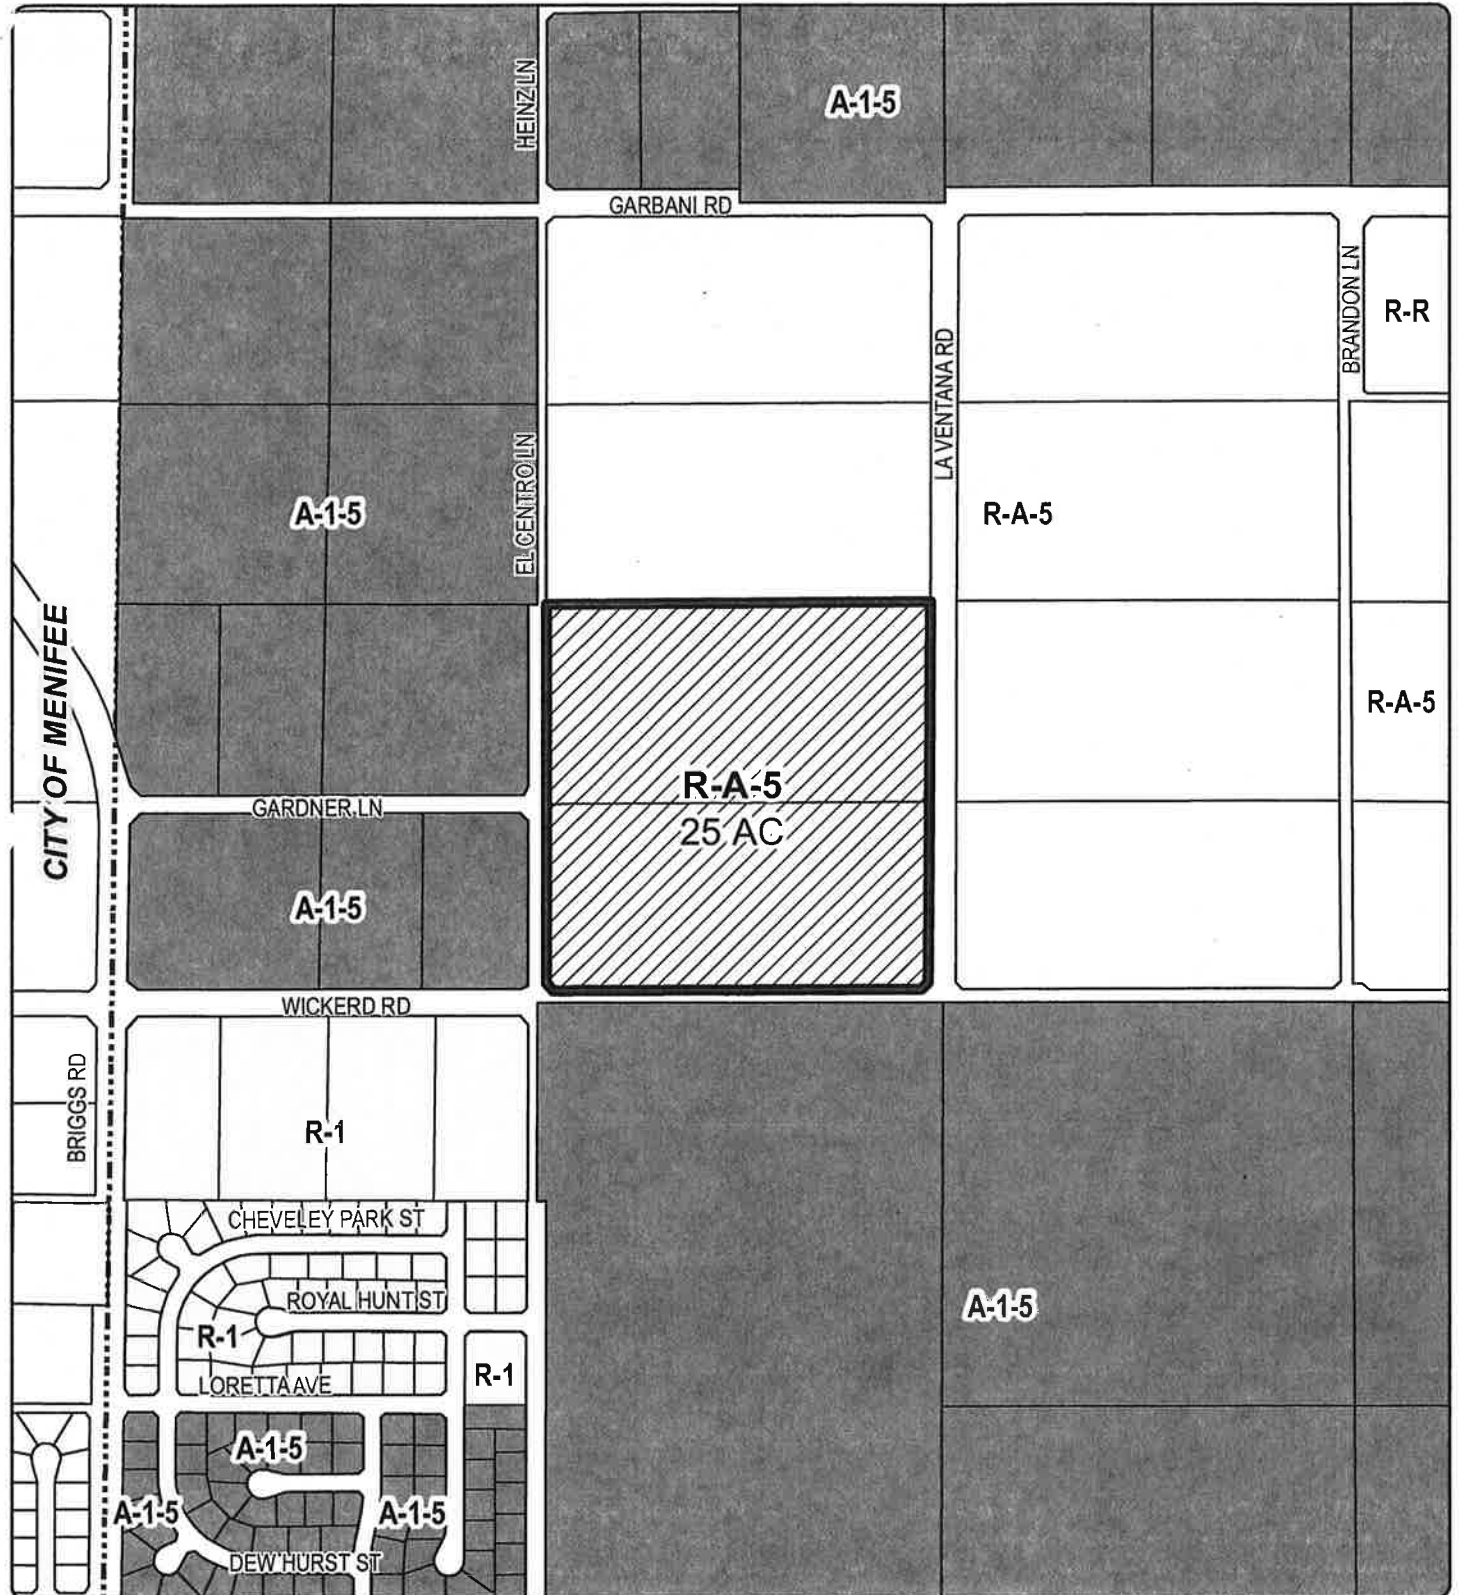 A-1-5
HEINZ LN
GARBANI RD
BRANDON LN
R-R
LA VENTANA RD
EL CENTRO LN
A-1-5
R-A-5
CITY OF MENIFEE
R-A-5
R-A-5
25 AC
GARDNER LN
A-1-5
WICKERD RD
BRIGGS RD
R-1
CHEVELEY PARK ST
ROYAL HUNT ST
A-1-5
R-1
R-1
LORETTA AVE
A-1-5
A-1-5
A-1-5
DEW HURST ST